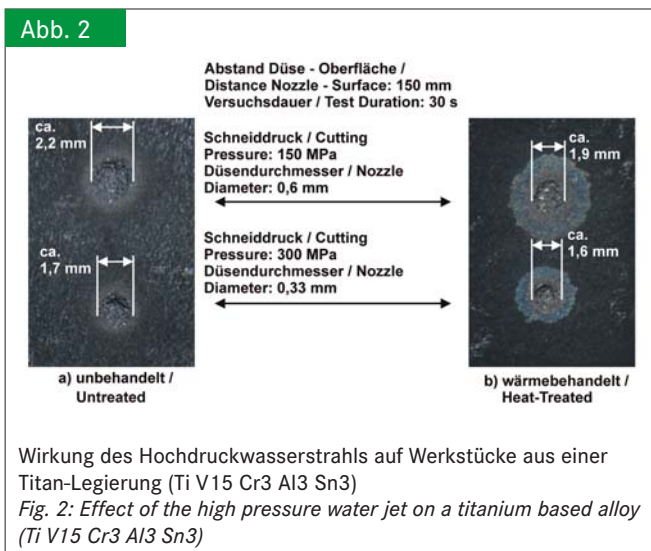 Abb. 2
Abstand Düse - Oberfläche /
Distance Nozzle - Surface: 150 mm
Versuchsdauer / Test Duration: 30 s
ca.
2,2 mm
Schneiddruck / Cutting
Pressure: 150 MPa
Düsendurchmesser / Nozzle
Diameter: 0,6 mm
ca.
1,9 mm
ca.
1,7 mm
Schneiddruck / Cutting
Pressure: 300 MPa
Düsendurchmesser / Nozzle
Diameter: 0,33 mm
ca.
1,6 mm
a) unbehandelt /
Untreated
b) wärmebehandelt /
Heat-Treated
Wirkung des Hochdruckwasserstrahls auf Werkstücke aus einer
Titan-Legierung (Ti V15 Cr3 Al3 Sn3)
Fig. 2: Effect of the high pressure water jet on a titanium based alloy
(Ti V15 Cr3 Al3 Sn3)